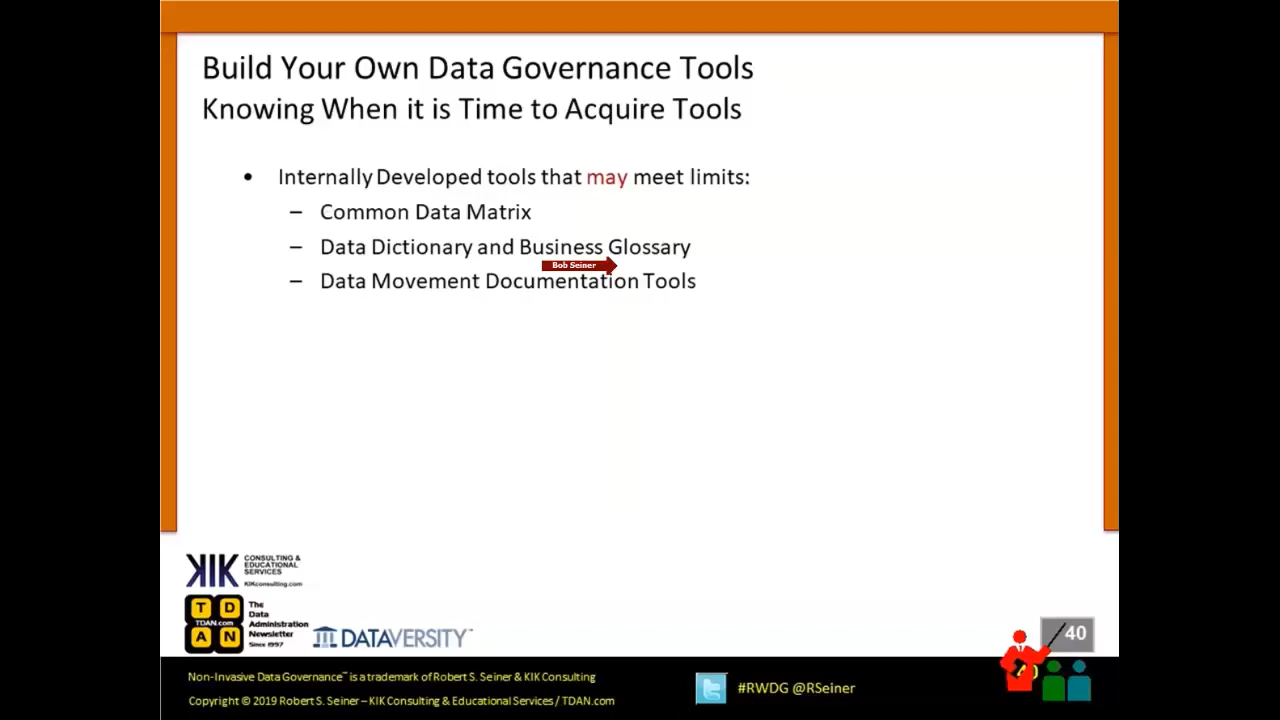 Build Your Own Data Governance Tools
Knowing When it is Time to Acquire Tools
• Internally Developed tools that may meet limits:
– Common Data Matrix
– Data Dictionary and Business Glossary
Bob Seiner
– Data Movement Documentation Tools
KIK CONSULTING & EDUCATIONAL SERVICES
KIKconsulting.com
TDAN
TDAN.com
The
Data
Administration
Newsletter
Since 1997
DATAVERSITY™
40
Non-Invasive Data Governance™ is a trademark of Robert S. Seiner & KIK Consulting
Copyright © 2019 Robert S. Seiner – KIK Consulting & Educational Services / TDAN.com
#RWDG @RSeiner